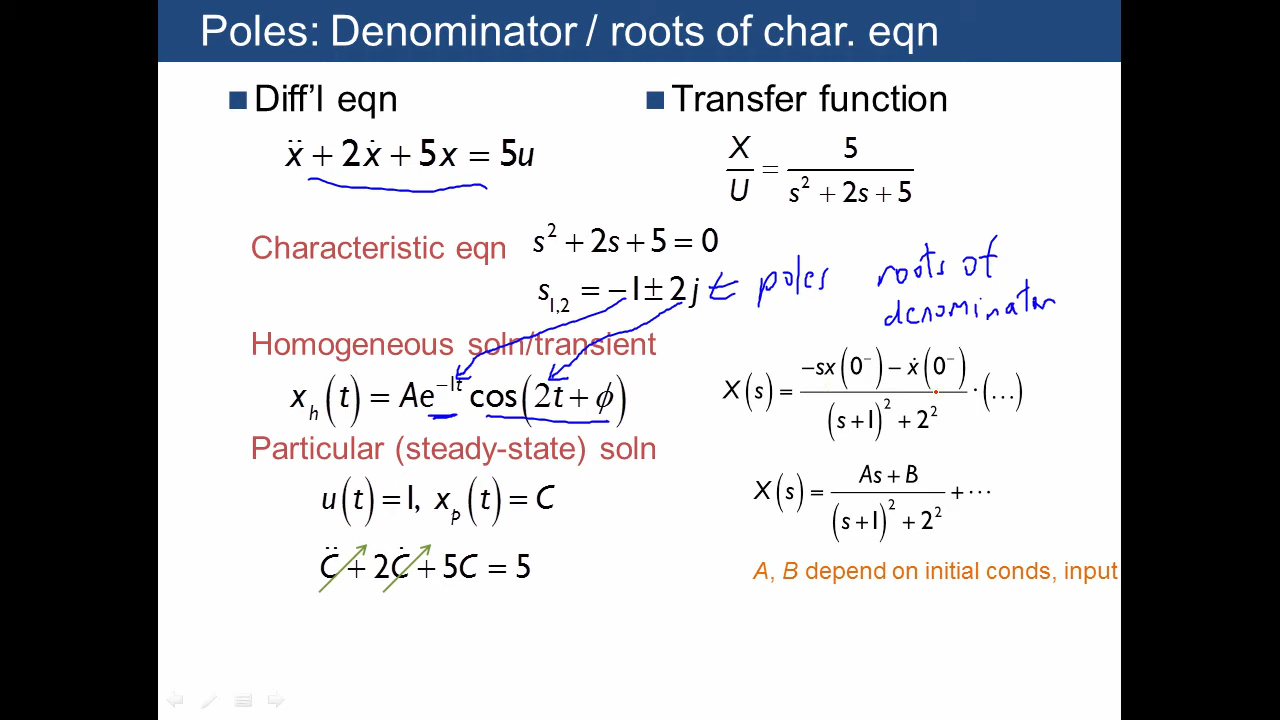 Poles: Denominator / roots of char. eqn
Diff'l eqn
ẍ + 2ẋ + 5x = 5u
Characteristic eqn s² + 2s + 5 = 0
s₁,₂ = −1 ± 2j ← poles
Homogeneous soln/transient
xₕ(t) = Ae^(−1t) cos(2t + ϕ)
Particular (steady-state) soln
u(t) = 1, xₚ(t) = C
C̈ + 2Ċ + 5C = 5
Transfer function
X/U = 5/(s² + 2s + 5)
roots of
denominator
X(s) = (−sx(0⁻) − ẋ(0⁻))/((s+1)² + 2²) · (…)
X(s) = (As + B)/((s+1)² + 2²) + ⋯
A, B depend on initial conds, input